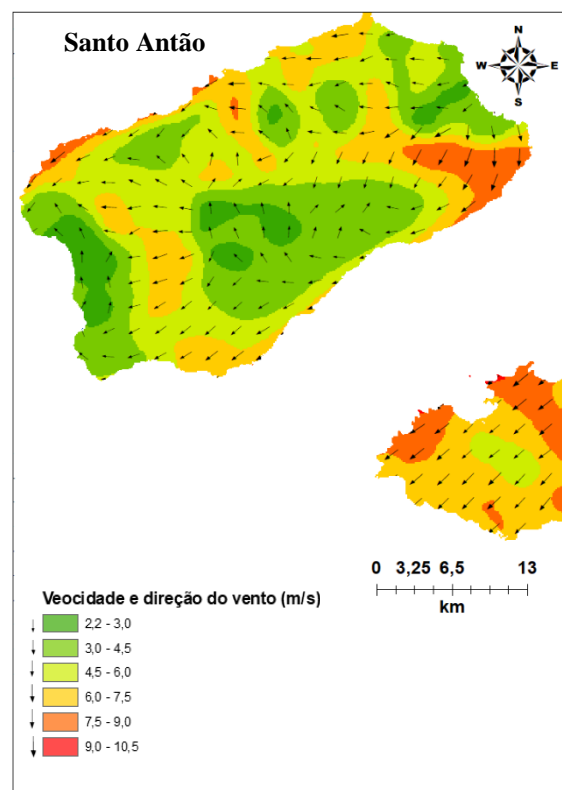 Santo Antão
N
W E
S
0 3,25 6,5 13
km
Veocidade e direção do vento (m/s)
2,2 - 3,0
3,0 - 4,5
4,5 - 6,0
6,0 - 7,5
7,5 - 9,0
9,0 - 10,5